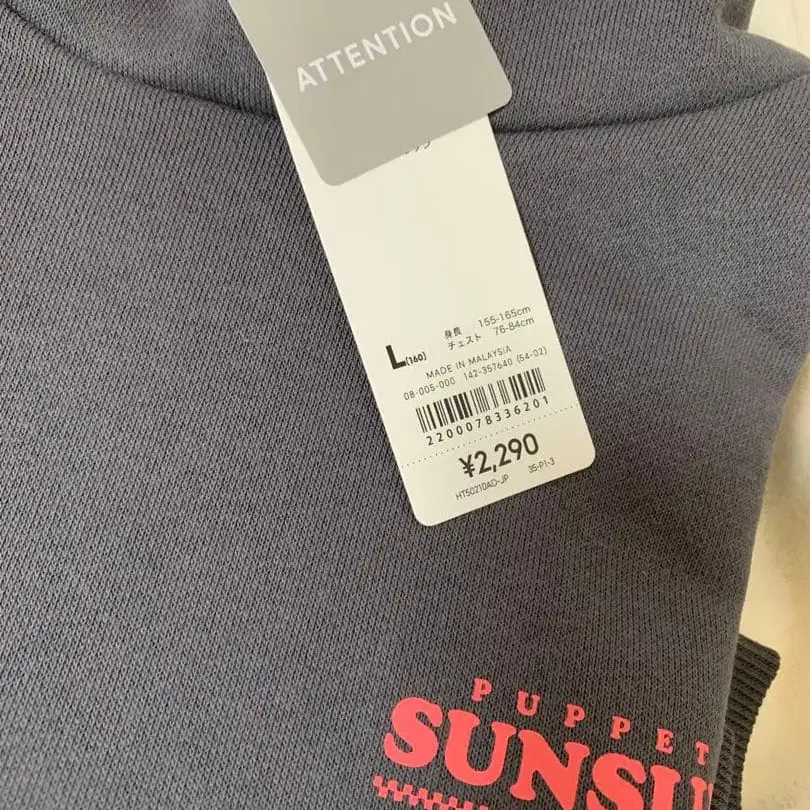 ATTENTION
身長 155-165cm
チェスト 76-84cm
L(160)
MADE IN MALAYSIA
08-005-000 142-357640 (54-02)
2200078336201
¥2,290
HT50210AD-JP 35-P1-3
PUPPET